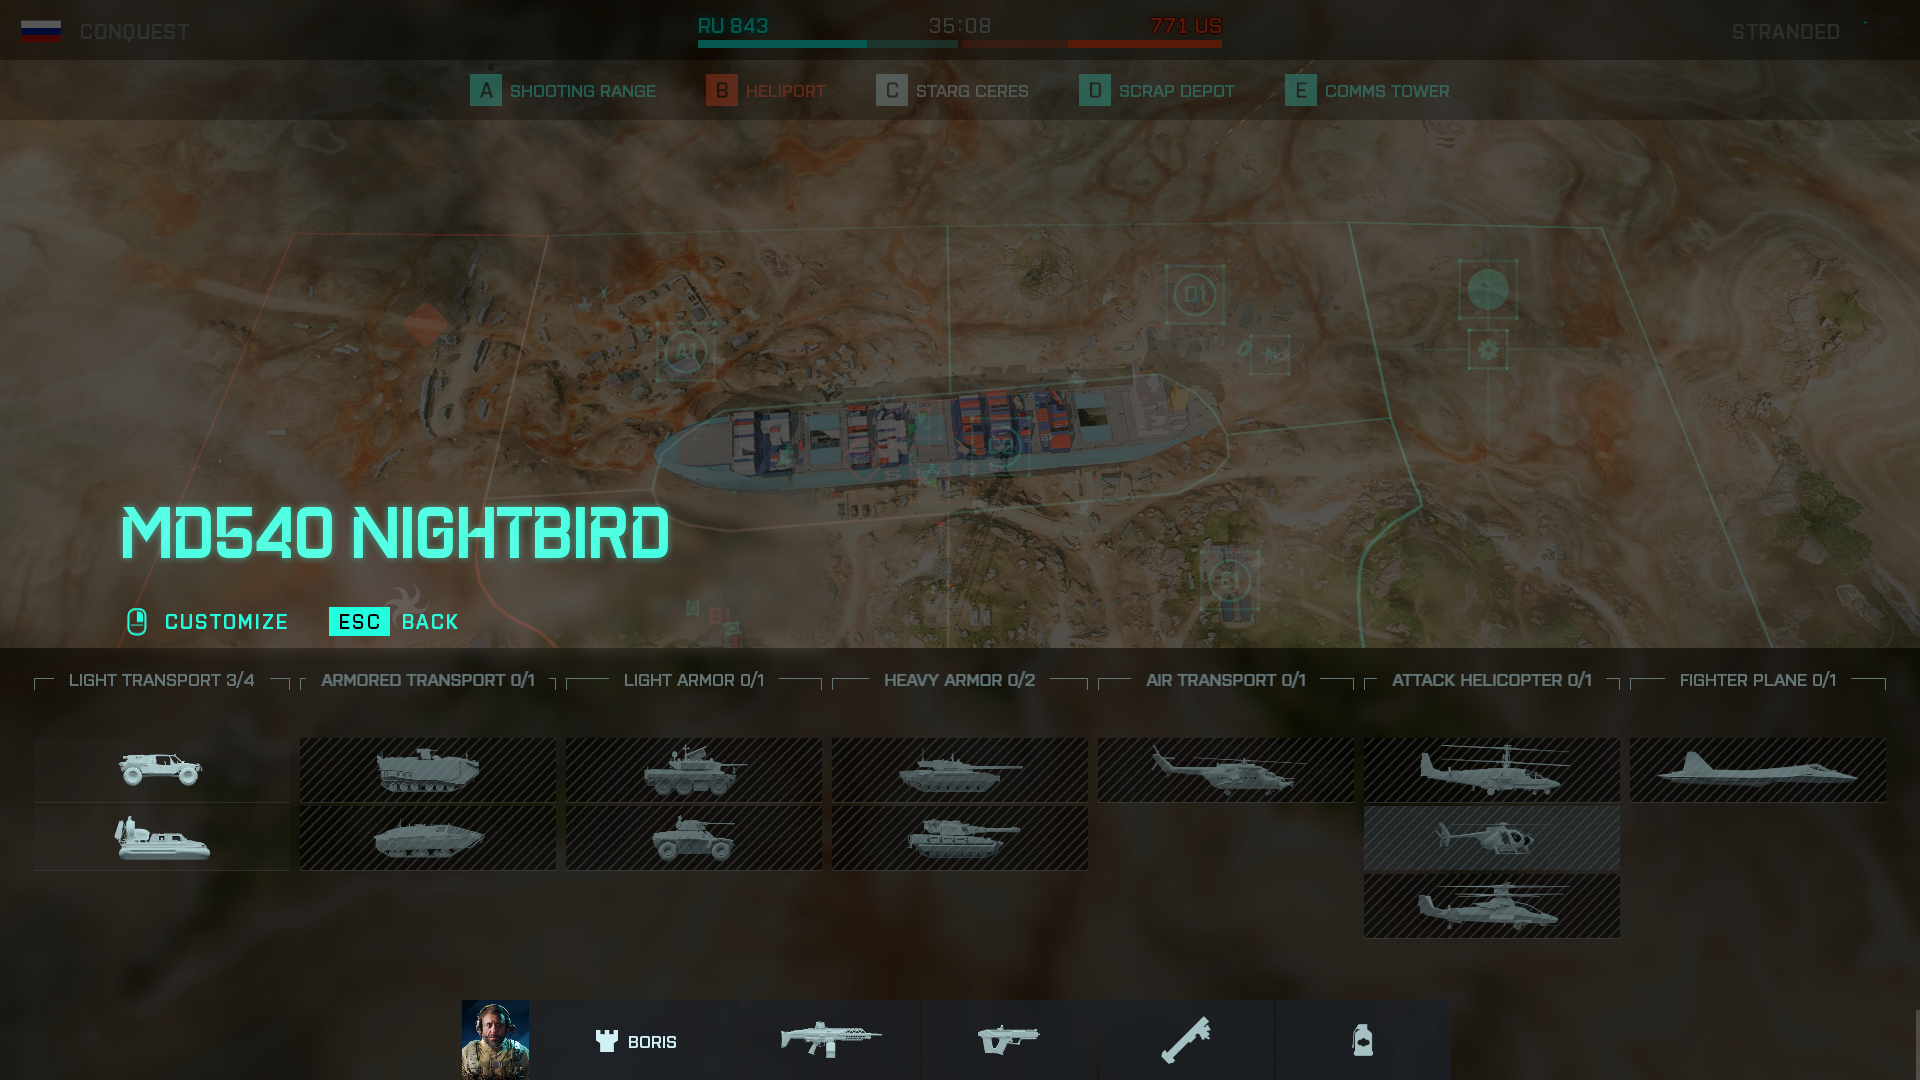 CONQUEST
RU 843
35:08
771 US
STRANDED
A SHOOTING RANGE
B HELIPORT
C STARG CERES
D SCRAP DEPOT
E COMMS TOWER
D1
A1
E1
B1
MD540 NIGHTBIRD
CUSTOMIZE
ESC BACK
LIGHT TRANSPORT 3/4
ARMORED TRANSPORT 0/1
LIGHT ARMOR 0/1
HEAVY ARMOR 0/2
AIR TRANSPORT 0/1
ATTACK HELICOPTER 0/1
FIGHTER PLANE 0/1
BORIS